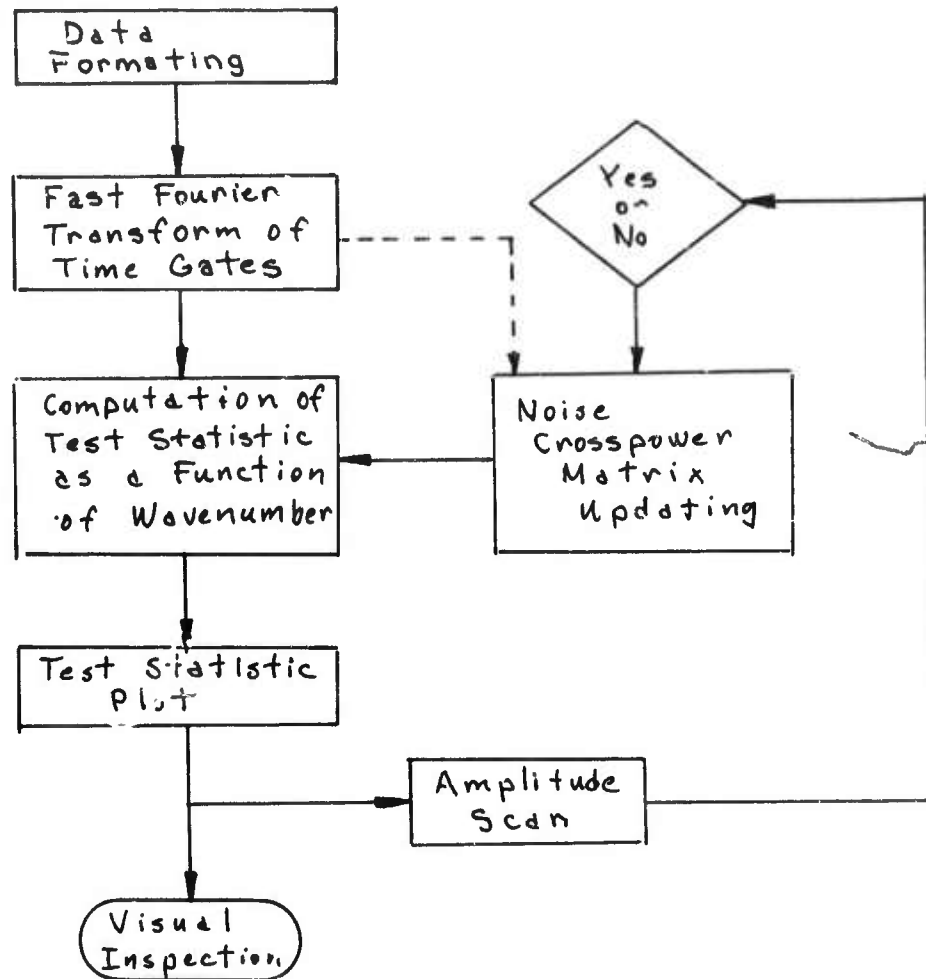 Data
Formating
Fast Fourier
Transform of
Time Gates
Yes
or
No
Computation of
Test Statistic
as a Function
of Wavenumber
Noise
Crosspower
Matrix
Updating
Test Statistic
Plot
Amplitude
Scan
Visual
Inspection